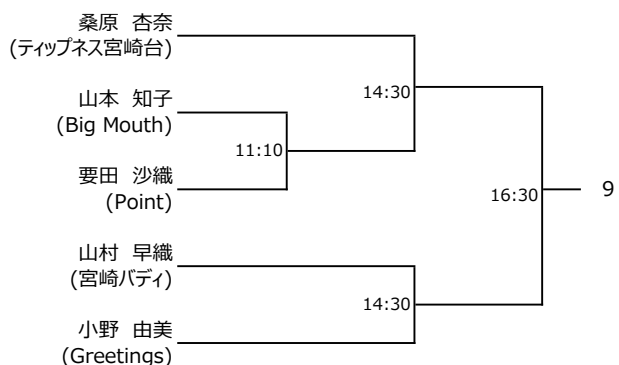 桑原 杏奈
(ティップネス宮崎台)
14:30
山本 知子
(Big Mouth)
11:10
要田 沙織
(Point)
16:30
9
山村 早織
(宮崎バディ)
14:30
小野 由美
(Greetings)